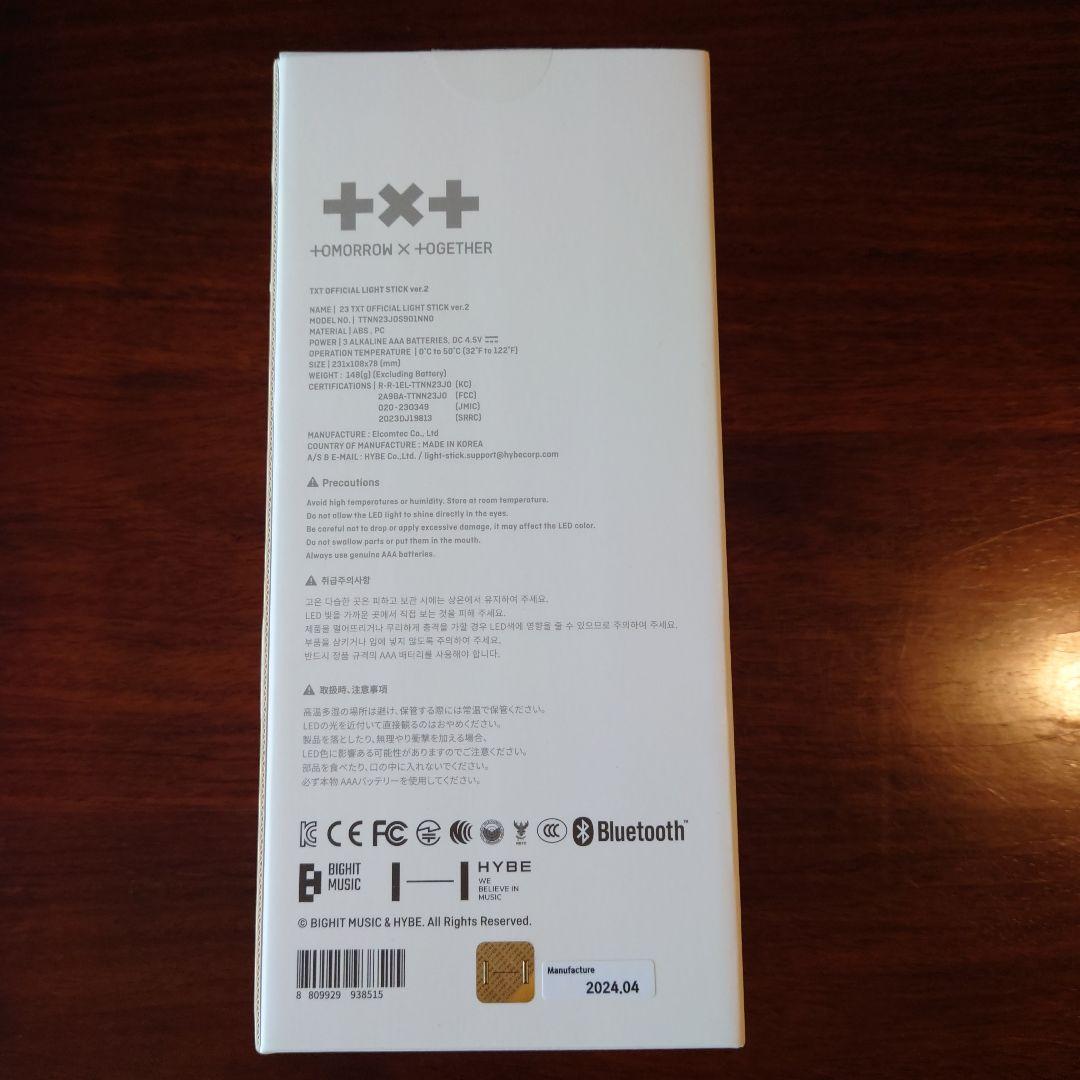 TXT
TOMORROW X TOGETHER
TXT OFFICIAL LIGHT STICK ver.2
NAME | 23 TXT OFFICIAL LIGHT STICK ver.2
MODEL NO. | TTNN23J0S901NN0
MATERIAL | ABS , PC
POWER | 3 ALKALINE AAA BATTERIES, DC 4.5V
OPERATION TEMPERATURE | 0°C to 50°C (32°F to 122°F)
SIZE | 231x108x78 (mm)
WEIGHT : 148(g) (Excluding Battery)
CERTIFICATIONS | R-R-1EL-TTNN23J0 (KC)
2A9BA-TTNN23J0 (FCC)
020-230349 (JMIC)
2023DJ19813 (SRRC)
MANUFACTURE : Elcomtec Co., Ltd
COUNTRY OF MANUFACTURE : MADE IN KOREA
A/S & E-MAIL : HYBE Co.,Ltd. / light-stick.support@hybecorp.com
Precautions
Avoid high temperatures or humidity. Store at room temperature.
Do not allow the LED light to shine directly in the eyes.
Be careful not to drop or apply excessive damage, it may affect the LED color.
Do not swallow parts or put them in the mouth.
Always use genuine AAA batteries.
취급주의사항
고온 다습한 곳은 피하고 보관 시에는 상온에서 유지하여 주세요.
LED 빛을 가까운 곳에서 직접 보는 것을 피해 주세요.
제품을 떨어뜨리거나 무리하게 충격을 가할 경우 LED색에 영향을 줄 수 있으므로 주의하여 주세요.
부품을 삼키거나 입에 넣지 않도록 주의하여 주세요.
반드시 정품 규격의 AAA 배터리를 사용해야 합니다.
取扱時、注意事項
高温多湿の場所は避け、保管する際には常温で保管ください。
LEDの光を近付いて直接観るのはおやめください。
製品を落としたり、無理やり衝撃を加える場合、
LED色に影響ある可能性がありますのでご注意ください。
部品を食べたり、口の中に入れないでください。
必ず本物 AAAバッテリーを使用してください。
KC CE FC CCC Bluetooth™
BIGHIT
MUSIC
HYBE
WE
BELIEVE IN
MUSIC
© BIGHIT MUSIC & HYBE. All Rights Reserved.
8 809929 938515
Manufacture
2024.04